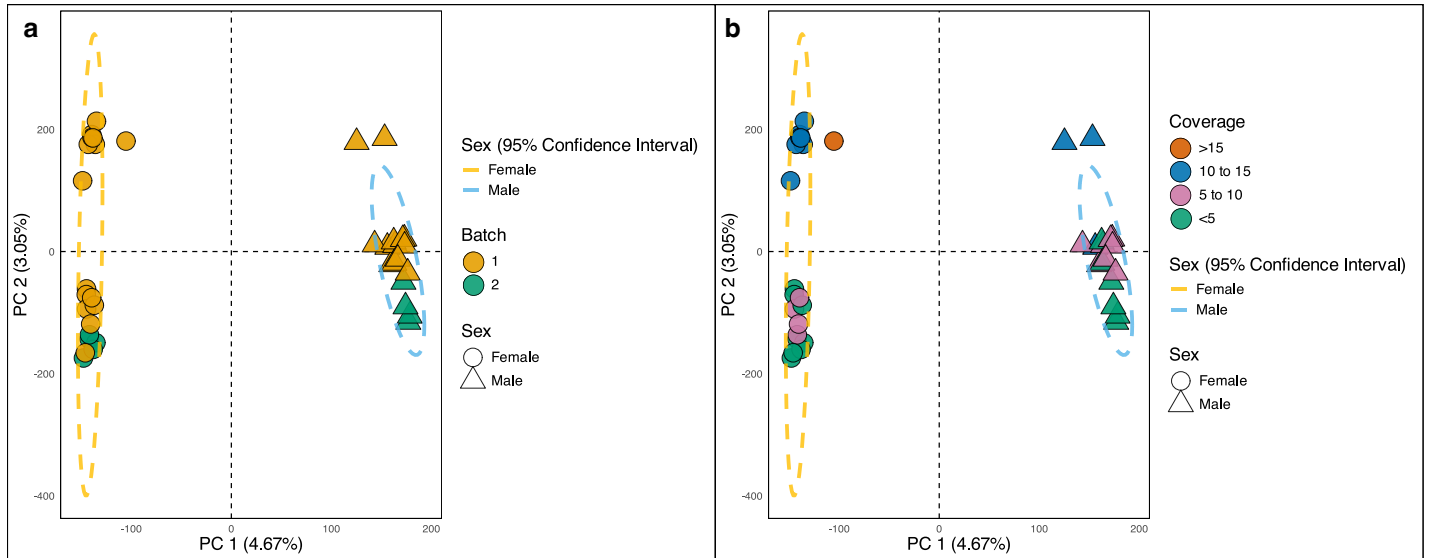 a
PC 2 (3.05%)
200
0
-200
-400
-100
0
100
200
PC 1 (4.67%)
Sex (95% Confidence Interval)
Female
Male
Batch
1
2
Sex
Female
Male
b
PC 2 (3.05%)
200
0
-200
-400
-100
0
100
200
PC 1 (4.67%)
Coverage
>15
10 to 15
5 to 10
<5
Sex (95% Confidence Interval)
Female
Male
Sex
Female
Male